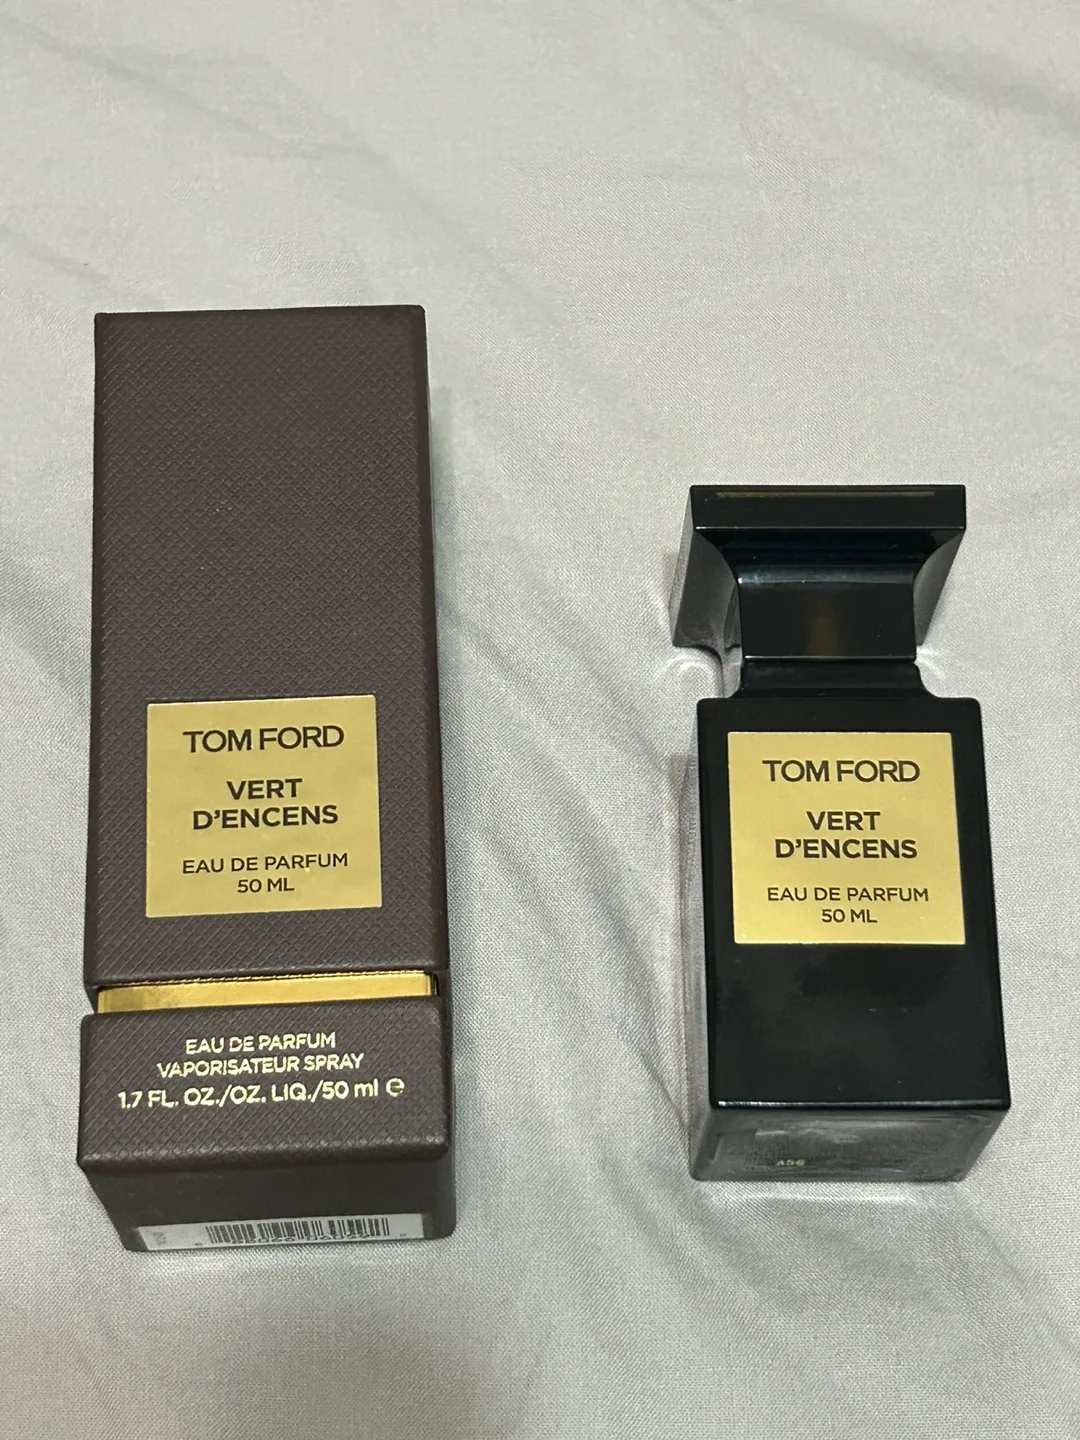 TOM FORD
VERT
D'ENCENS
EAU DE PARFUM
50 ML
EAU DE PARFUM
VAPORISATEUR SPRAY
1.7 FL. OZ./OZ. LIQ./50 ml ℮
TOM FORD
VERT
D'ENCENS
EAU DE PARFUM
50 ML
A56